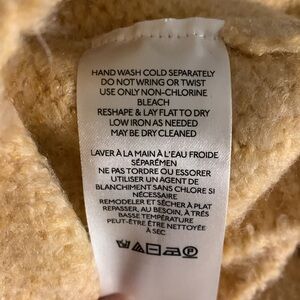 HAND WASH COLD SEPARATELY
DO NOT WRING OR TWIST
USE ONLY NON-CHLORINE
BLEACH
RESHAPE & LAY FLAT TO DRY
LOW IRON AS NEEDED
MAY BE DRY CLEANED
LAVER À LA MAIN À L'EAU FROIDE
SÉPARÉMEN
NE PAS TORDRE OU ESSORER
UTILISER UN AGENT DE
BLANCHIMENT SANS CHLORE SI
NÉCESSAIRE
REMODELER ET SÉCHER À PLAT
REPASSER, AU BESOIN, À TRÉS
BASSE TEMPÉRATURE
PEUT-ÊTRE ÊTRE NETTOYÉE
À SEC